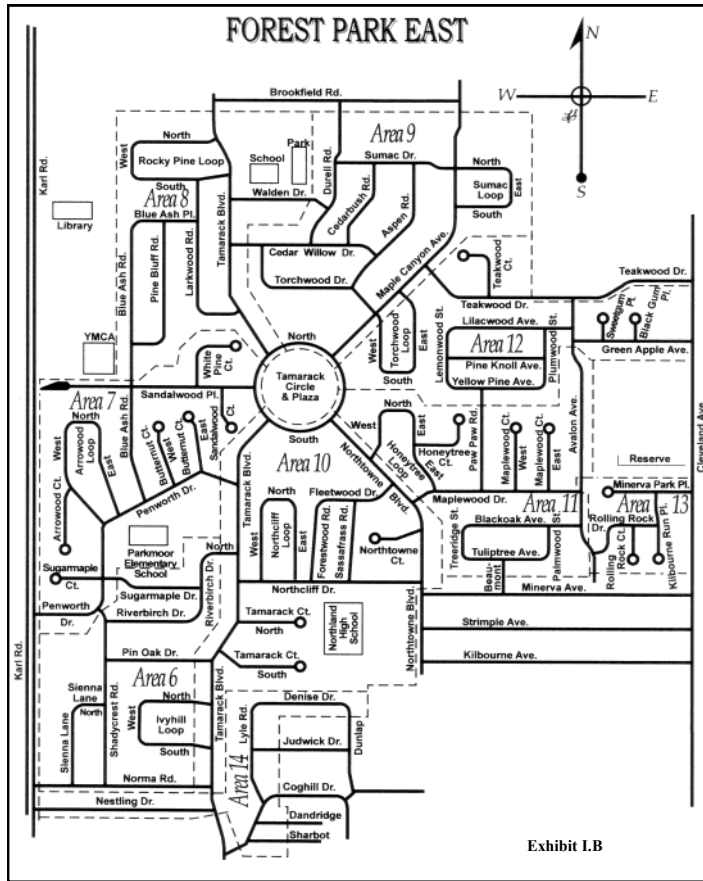 FOREST PARK EAST
N
W
E
S
Brookfield Rd.
Karl Rd.
North
West
Rocky Pine Loop
South
School
Park
Durell Rd.
Area 9
Sumac Dr.
North
Sumac
Loop
East
South
Area 8
Walden Dr.
Cedarbush Rd.
Aspen Rd.
Library
Blue Ash Pl.
Blue Ash Rd.
Pine Bluff Rd.
Larkwood Rd.
Tamarack Blvd.
Cedar Willow Dr.
Torchwood Dr.
Maple Canyon Ave.
Teakwood Ct.
Teakwood Dr.
Teakwood Dr.
Sweetgum Pt.
Black Gum Pl.
Green Apple Ave.
YMCA
North
Tamarack
Circle
& Plaza
South
West
Torchwood
Loop
East
South
Lemonwood St.
Lilacwood Ave.
Area 12
Pine Knoll Ave.
Yellow Pine Ave.
Plumwood St.
White
Pine
Ct.
Sandalwood Pl.
Sandalwood
Ct.
Area 7
North
West
Arrowood
Loop
East
Arrowood Ct.
Blue Ash Rd.
Butternut Ct.
West
Butternut Ct.
East
Penworth Dr.
Tamarack Blvd.
Area 10
Northtowne
Blvd.
West
North
East
Honeytree
Loop
East
Honeytree
Ct.
Paw Paw Rd.
Maplewood Ct.
West
Maplewood Ct.
East
Avalon Ave.
Cleveland Ave.
Reserve
Minerva Park Pl.
Maplewood Dr.
Area 11
Area 13
Rolling Rock
Dr.
Rolling
Rock Ct.
Kilbourne Run Pl.
Fleetwood Dr.
North
West
Northcliff
Loop
East
Forestwood Rd.
Sassafrass Rd.
Northtowne
Ct.
Treeridge St.
Blackoak Ave.
Tuliptree Ave.
Beau-
mont
Palmwood St.
Minerva Ave.
Parkmoor
Elementary
School
North
Sugarmaple
Ct.
Sugarmaple Dr.
Riverbirch Dr.
Riverbirch Dr.
Northcliff Dr.
Penworth
Dr.
Tamarack Ct.
North
Northland
High
School
Northtowne Blvd.
Strimple Ave.
Kilbourne Ave.
Karl Rd.
Pin Oak Dr.
Tamarack Ct.
South
Area 6
Sienna
Lane
North
Sienna Lane
Shadycrest Rd.
North
West
Ivyhill
Loop
South
Tamarack Blvd.
Denise Dr.
Lyle Rd.
Judwick Dr.
Dunlap
Area 14
Coghill Dr.
Norma Rd.
Nestling Dr.
Dandridge
Sharbot
Exhibit I.B